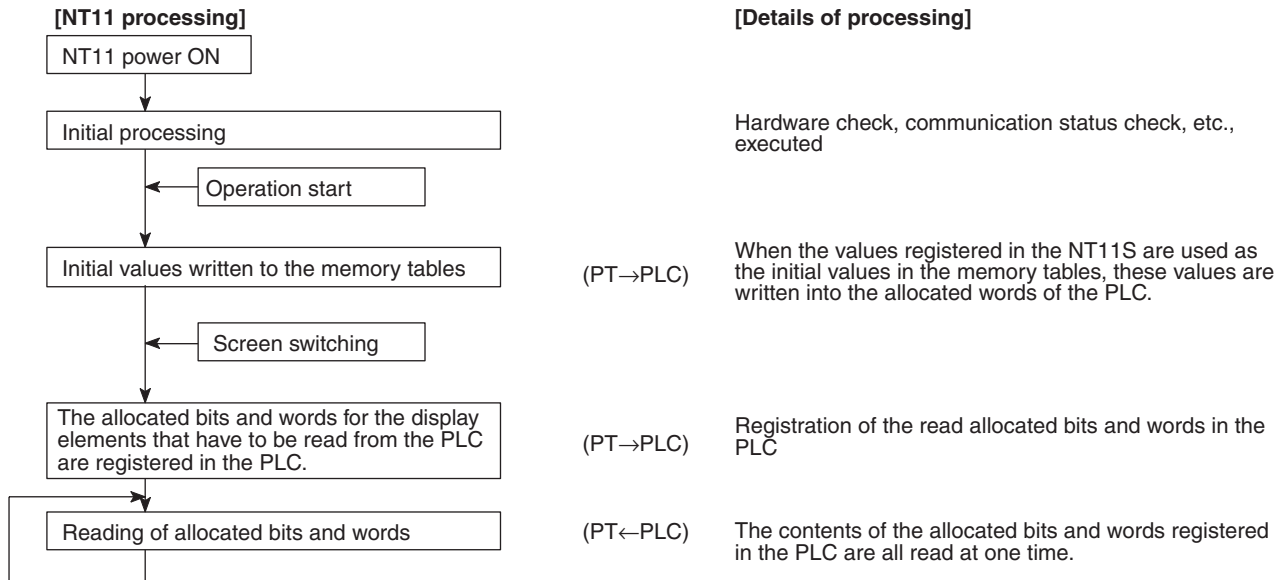 [NT11 processing]
[Details of processing]
NT11 power ON
Initial processing
Hardware check, communication status check, etc.,
executed
Operation start
Initial values written to the memory tables
(PT→PLC)
When the values registered in the NT11S are used as
the initial values in the memory tables, these values are
written into the allocated words of the PLC.
Screen switching
The allocated bits and words for the display
elements that have to be read from the PLC
are registered in the PLC.
(PT→PLC)
Registration of the read allocated bits and words in the
PLC
Reading of allocated bits and words
(PT←PLC)
The contents of the allocated bits and words registered
in the PLC are all read at one time.